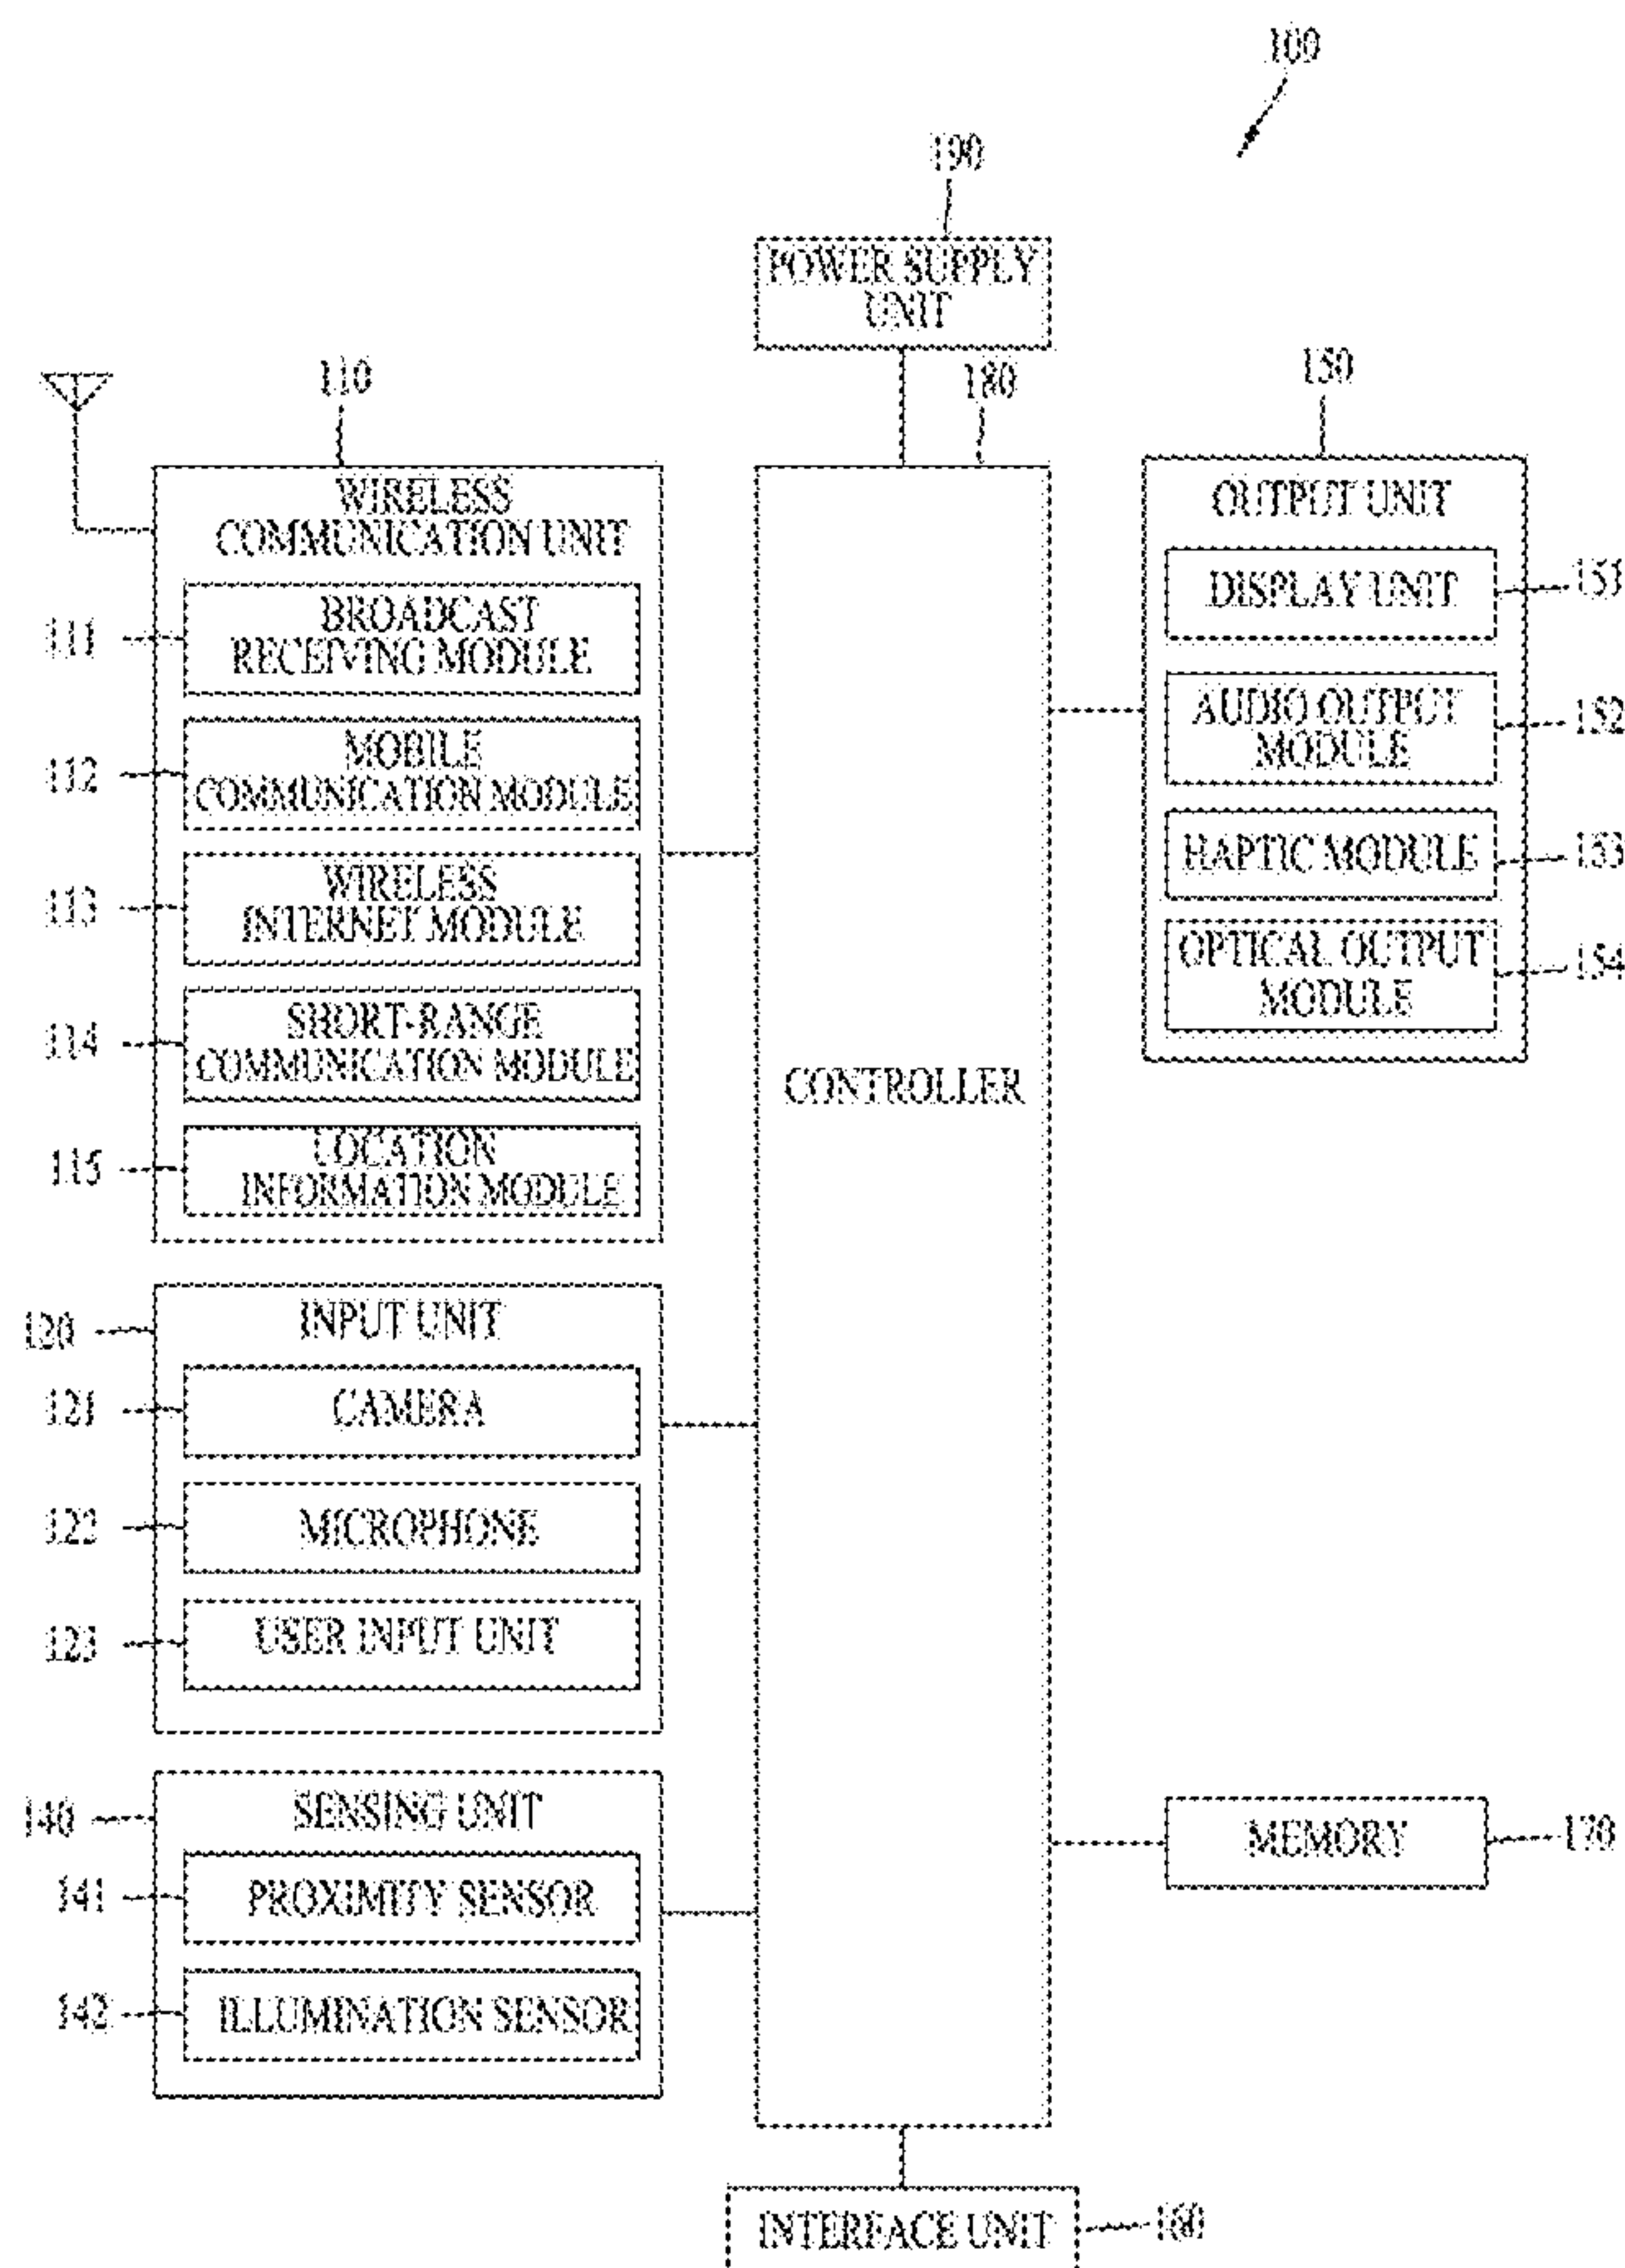 100
190
POWER SUPPLY
UNIT
110
180
150
WIRELESS
COMMUNICATION UNIT
111
BROADCAST
RECEIVING MODULE
112
MOBILE
COMMUNICATION MODULE
113
WIRELESS
INTERNET MODULE
114
SHORT-RANGE
COMMUNICATION MODULE
115
LOCATION
INFORMATION MODULE
120
INPUT UNIT
121
CAMERA
122
MICROPHONE
123
USER INPUT UNIT
140
SENSING UNIT
141
PROXIMITY SENSOR
142
ILLUMINATION SENSOR
CONTROLLER
OUTPUT UNIT
DISPLAY UNIT
151
AUDIO OUTPUT
MODULE
152
HAPTIC MODULE
153
OPTICAL OUTPUT
MODULE
154
MEMORY
170
INTERFACE UNIT
160